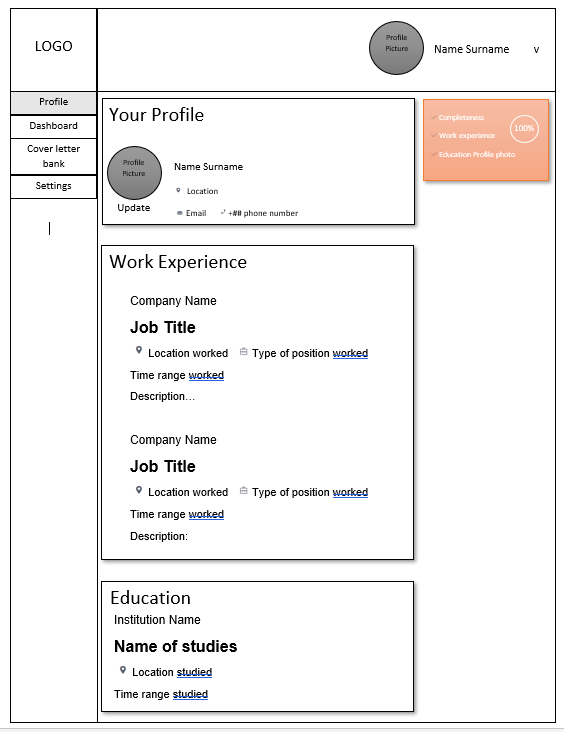 LOGO
Profile
Picture
Name Surname
v
Profile
Dashboard
Cover letter
bank
Settings
Your Profile
Profile
Picture
Update
Name Surname
Location
Email +## phone number
Completeness
Work experience
Education Profile photo
100%
Work Experience
Company Name
Job Title
Location worked Type of position worked
Time range worked
Description...
Company Name
Job Title
Location worked Type of position worked
Time range worked
Description:
Education
Institution Name
Name of studies
Location studied
Time range studied